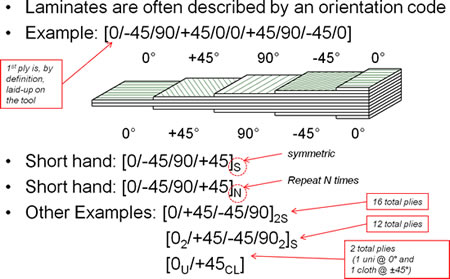 • Laminates are often described by an orientation code
• Example: [0/-45/90/+45/0/0/+45/90/-45/0]
1st ply is, by
definition,
laid-up on
the tool
0° +45° 90° +45° 0°
0° +45° 90° -45° 0°
• Short hand: [0/-45/90/+45]S
symmetric
• Short hand: [0/-45/90/+45]N
Repeat N times
• Other Examples: [0/+45/-45/90]2S
16 total plies
[02/+45/-45/902]S
12 total plies
[0U/+45CL]
2 total plies
(1 uni @ 0° and
1 cloth @ ±45°)